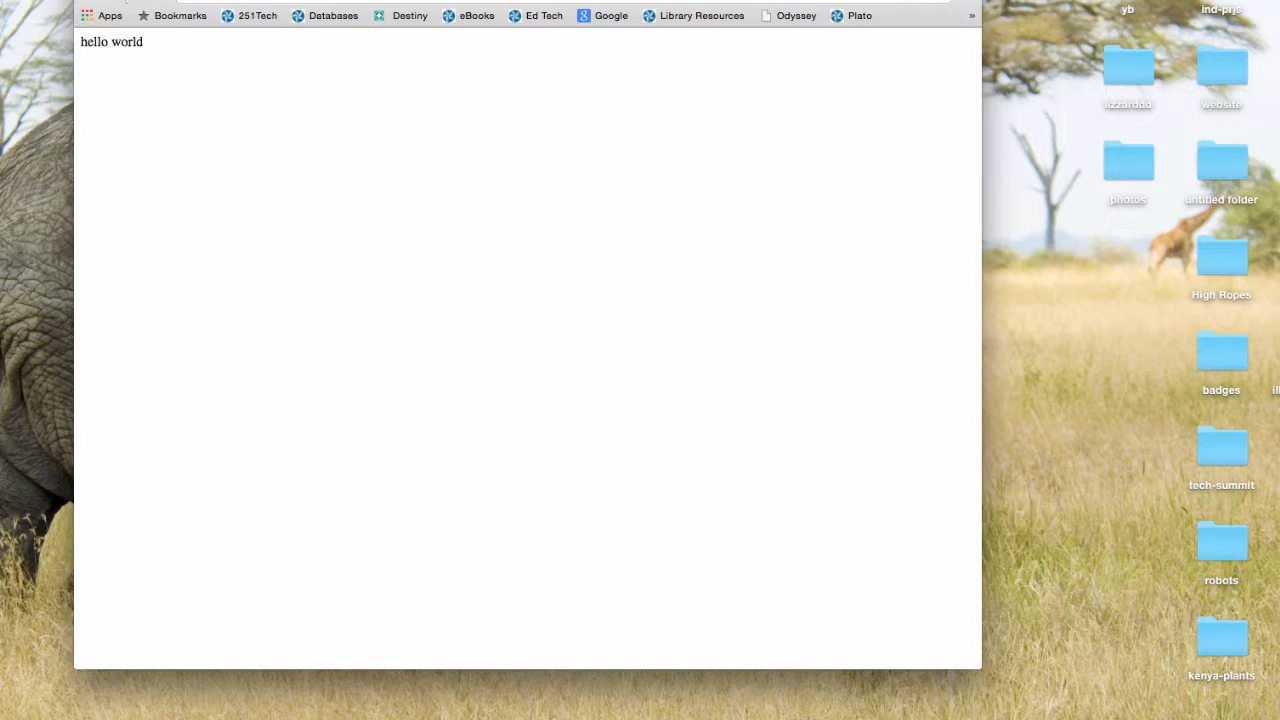 Apps Bookmarks 251Tech Databases Destiny eBooks Ed Tech Google Library Resources Odyssey Plato »
hello world
yb ind-prjs
lizzarddd website
photos untitled folder
High Ropes
badges
tech-summit
robots
kenya-plants